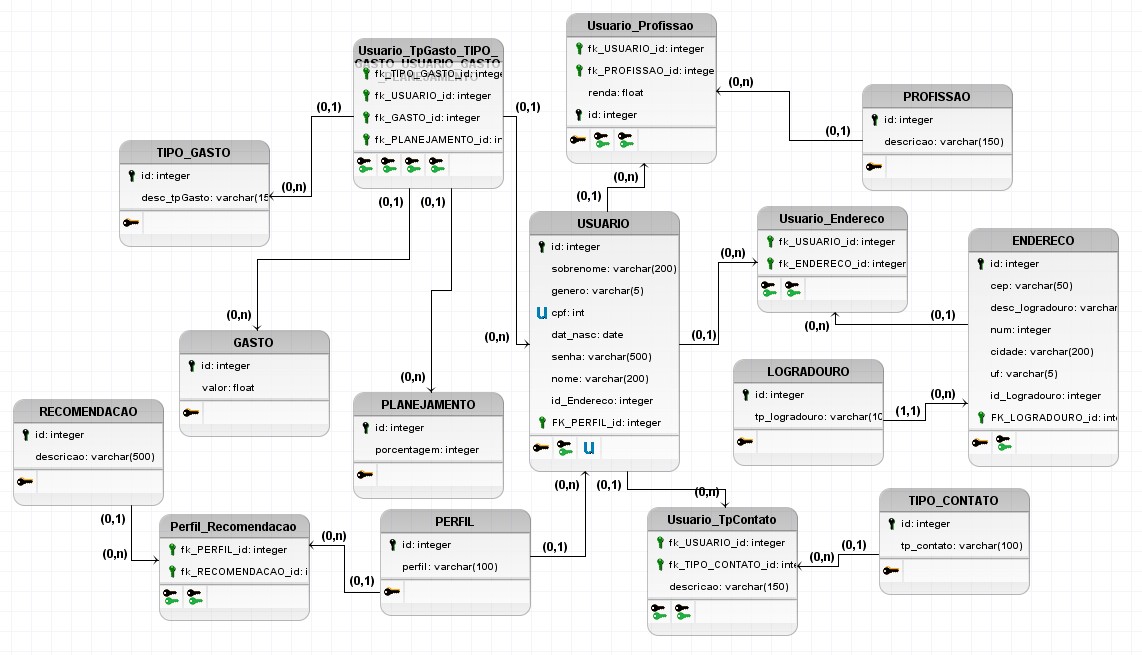 Usuario_Profissao
fk_USUARIO_id: integer
fk_PROFISSAO_id: intege
renda: float
id: integer
Usuario_TpGasto_TIPO_
GASTO_USUARIO_GASTO
_PLANEJAMENTO
fk_TIPO_GASTO_id: intege
fk_USUARIO_id: integer
fk_GASTO_id: integer
fk_PLANEJAMENTO_id: in
(0,n)
PROFISSAO
id: integer
descricao: varchar(150)
(0,1)
(0,1)
(0,1)
TIPO_GASTO
id: integer
desc_tpGasto: varchar(15
(0,n)
(0,1)
(0,1)
(0,n)
(0,1)
USUARIO
id: integer
sobrenome: varchar(200)
genero: varchar(5)
u cpf: int
dat_nasc: date
senha: varchar(500)
nome: varchar(200)
id_Endereco: integer
FK_PERFIL_id: integer
u
Usuario_Endereco
fk_USUARIO_id: integer
fk_ENDERECO_id: integer
(0,n)
(0,1)
(0,n)
(0,1)
ENDERECO
id: integer
cep: varchar(50)
desc_logradouro: varchar
num: integer
cidade: varchar(200)
uf: varchar(5)
id_Logradouro: integer
FK_LOGRADOURO_id: int
(0,n)
GASTO
id: integer
valor: float
(0,n)
(0,n)
LOGRADOURO
id: integer
tp_logradouro: varchar(10
(1,1)
(0,n)
PLANEJAMENTO
id: integer
porcentagem: integer
RECOMENDACAO
id: integer
descricao: varchar(500)
(0,1)
(0,n)
Perfil_Recomendacao
fk_PERFIL_id: integer
fk_RECOMENDACAO_id: i
(0,n)
(0,1)
PERFIL
id: integer
perfil: varchar(100)
(0,1)
(0,n)
(0,1)
(0,n)
Usuario_TpContato
fk_USUARIO_id: integer
fk_TIPO_CONTATO_id: inte
descricao: varchar(150)
(0,n)
(0,1)
TIPO_CONTATO
id: integer
tp_contato: varchar(100)